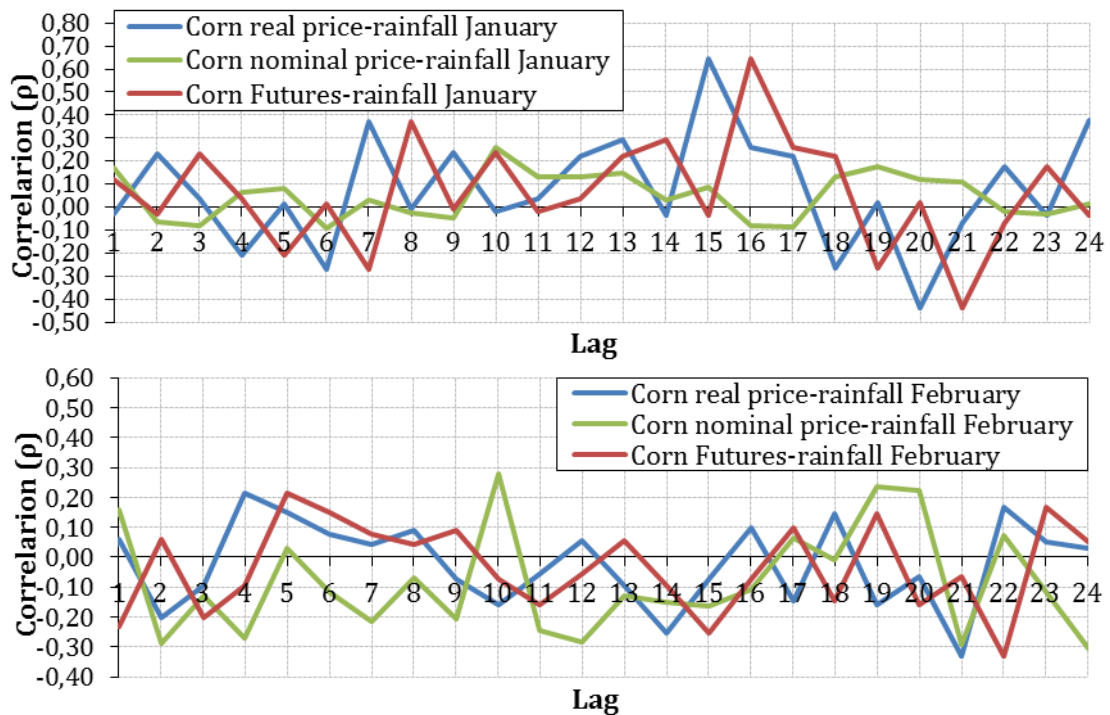 0,80
0,70
0,60
0,50
0,40
0,30
0,20
0,10
0,00
-0,10
-0,20
-0,30
-0,40
-0,50
Correlarion (ρ)
Corn real price-rainfall January
Corn nominal price-rainfall January
Corn Futures-rainfall January
1 2 3 4 5 6 7 8 9 10 11 12 13 14 15 16 17 18 19 20 21 22 23 24
Lag
0,60
0,50
0,40
0,30
0,20
0,10
0,00
-0,10
-0,20
-0,30
-0,40
Correlarion (ρ)
Corn real price-rainfall February
Corn nominal price-rainfall February
Corn Futures-rainfall February
1 2 3 4 5 6 7 8 9 10 11 12 13 14 15 16 17 18 19 20 21 22 23 24
Lag